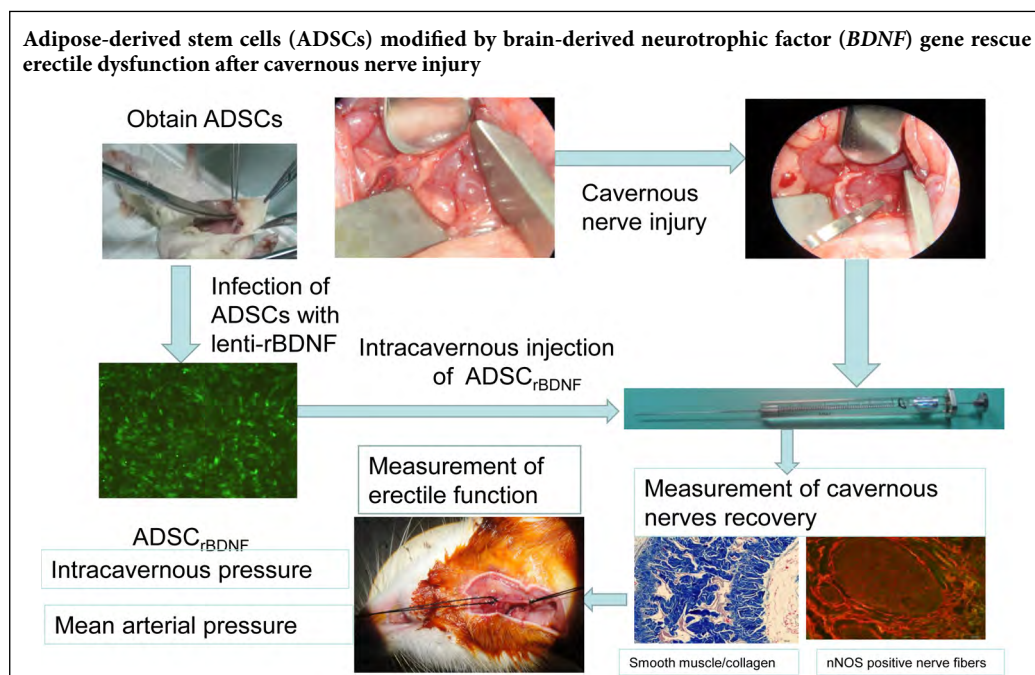 Adipose-derived stem cells (ADSCs) modified by brain-derived neurotrophic factor (BDNF) gene rescue
erectile dysfunction after cavernous nerve injury
Obtain ADSCs
Cavernous
nerve injury
Infection of
ADSCs with
lenti-rBDNF
Intracavernous injection
of ADSCrBDNF
Measurement of
erectile function
Measurement of cavernous
nerves recovery
ADSCrBDNF
Intracavernous pressure
Mean arterial pressure
Smooth muscle/collagen
nNOS positive nerve fibers